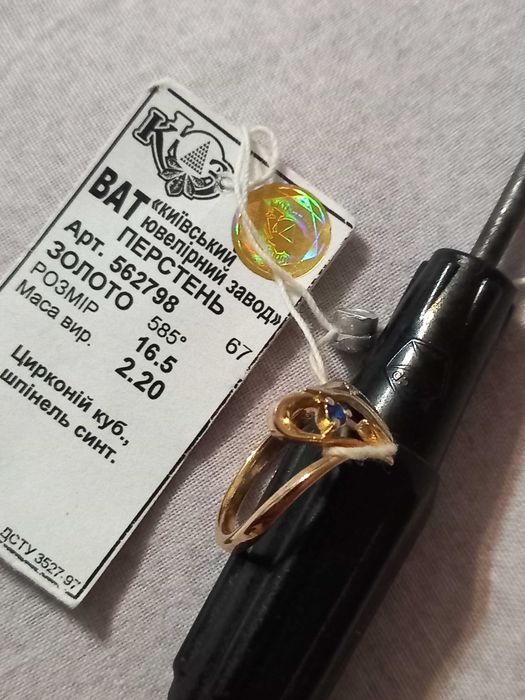 ВАТ «київський
ювелірний завод»
ПЕРСТЕНЬ
Арт. 562798
ЗОЛОТО 585° 67
РОЗМІР 16.5
Маса вир. 2.20
Цирконій куб.,
шпінель синт.
ДСТУ 3527-97